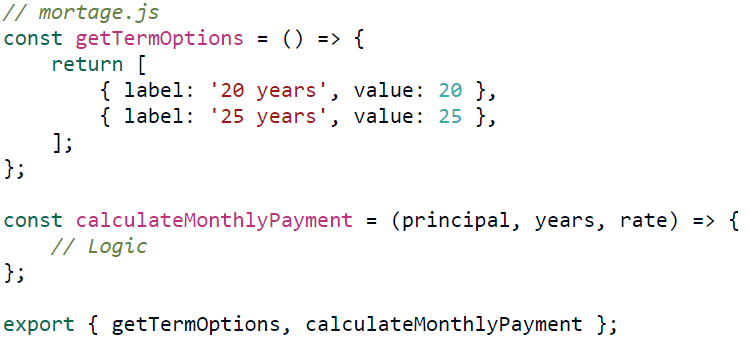 // mortage.js
const getTermOptions = () => {
    return [
        { label: '20 years', value: 20 },
        { label: '25 years', value: 25 },
    ];
};

const calculateMonthlyPayment = (principal, years, rate) => {
    // Logic
};

export { getTermOptions, calculateMonthlyPayment };